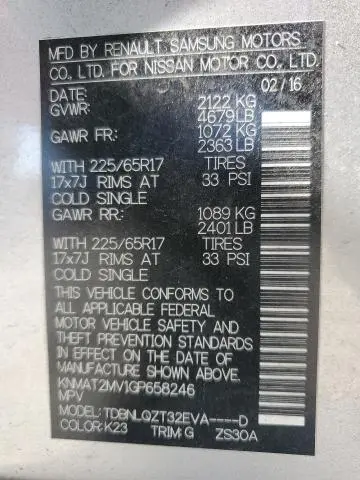 MFD BY RENAULT SAMSUNG MOTORS
CO. LTD. FOR NISSAN MOTOR CO., LTD.
DATE: 02/16
GVWR: 2122 KG
4679LB
GAWR FR: 1072 KG
2363 LB
WITH 225/65R17 TIRES
17x7J RIMS AT 33 PSI
COLD SINGLE
GAWR RR: 1089 KG
2401 LB
WITH 225/65R17 TIRES
17x7J RIMS AT 33 PSI
COLD SINGLE
THIS VEHICLE CONFORMS TO
ALL APPLICABLE FEDERAL
MOTOR VEHICLE SAFETY AND
THEFT PREVENTION STANDARDS
IN EFFECT ON THE DATE OF
MANUFACTURE SHOWN ABOVE.
KNMAT2MV1GP658246
MPV
MODEL: TDBNLQZT32EVA----D
COLOR: K23 TRIM: G ZS30A